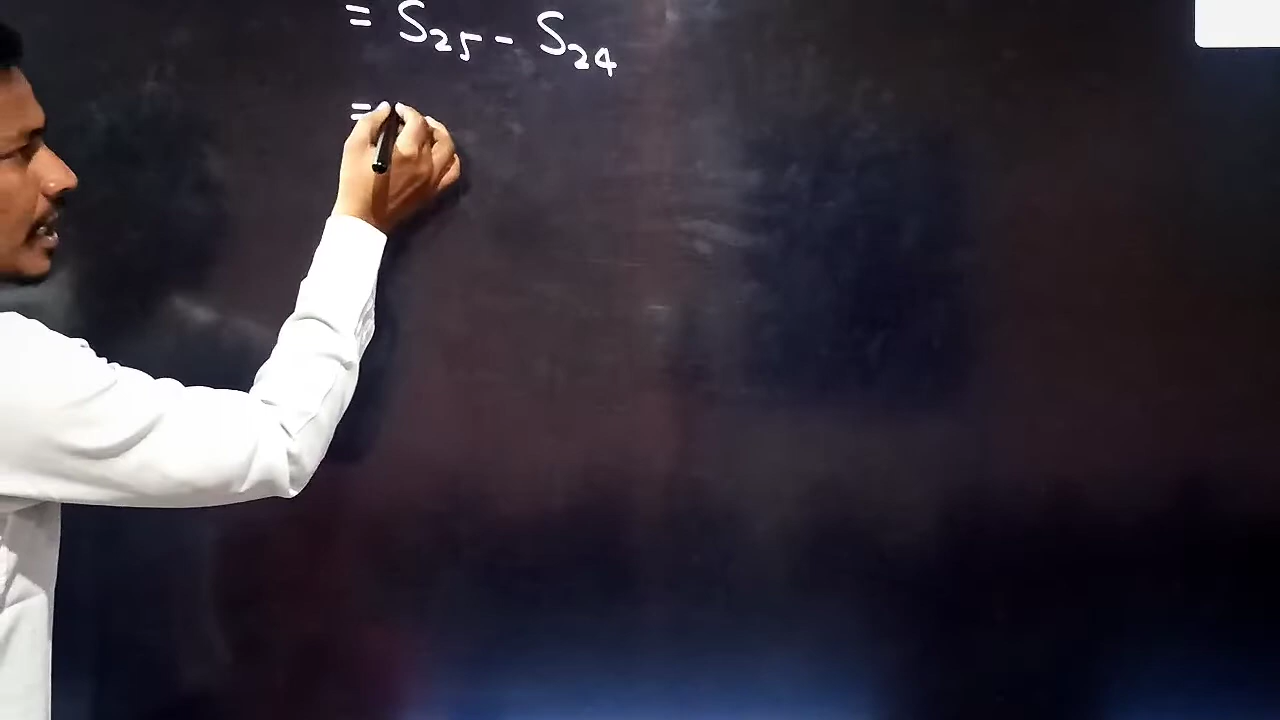 = S₂₅ - S₂₄
=